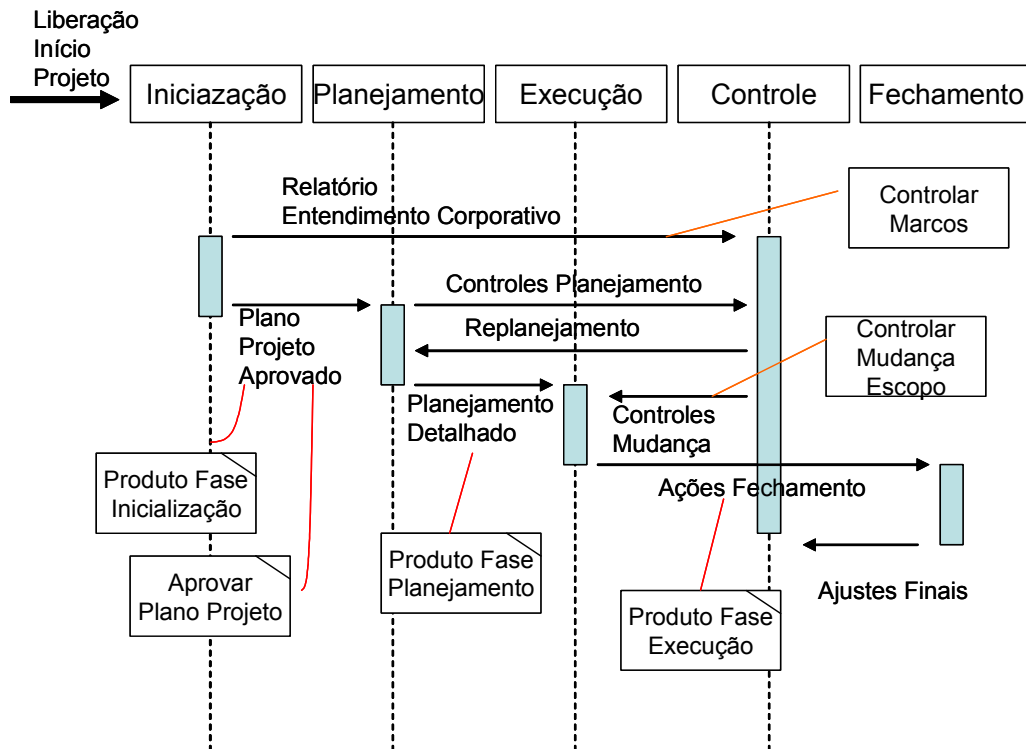 Liberação
Início
Projeto
Iniciazação
Planejamento
Execução
Controle
Fechamento
Relatório
Entendimento Corporativo
Controlar
Marcos
Controles Planejamento
Plano
Projeto
Aprovado
Replanejamento
Controlar
Mudança
Escopo
Planejamento
Detalhado
Controles
Mudança
Produto Fase
Inicialização
Ações Fechamento
Aprovar
Plano Projeto
Produto Fase
Planejamento
Ajustes Finais
Produto Fase
Execução